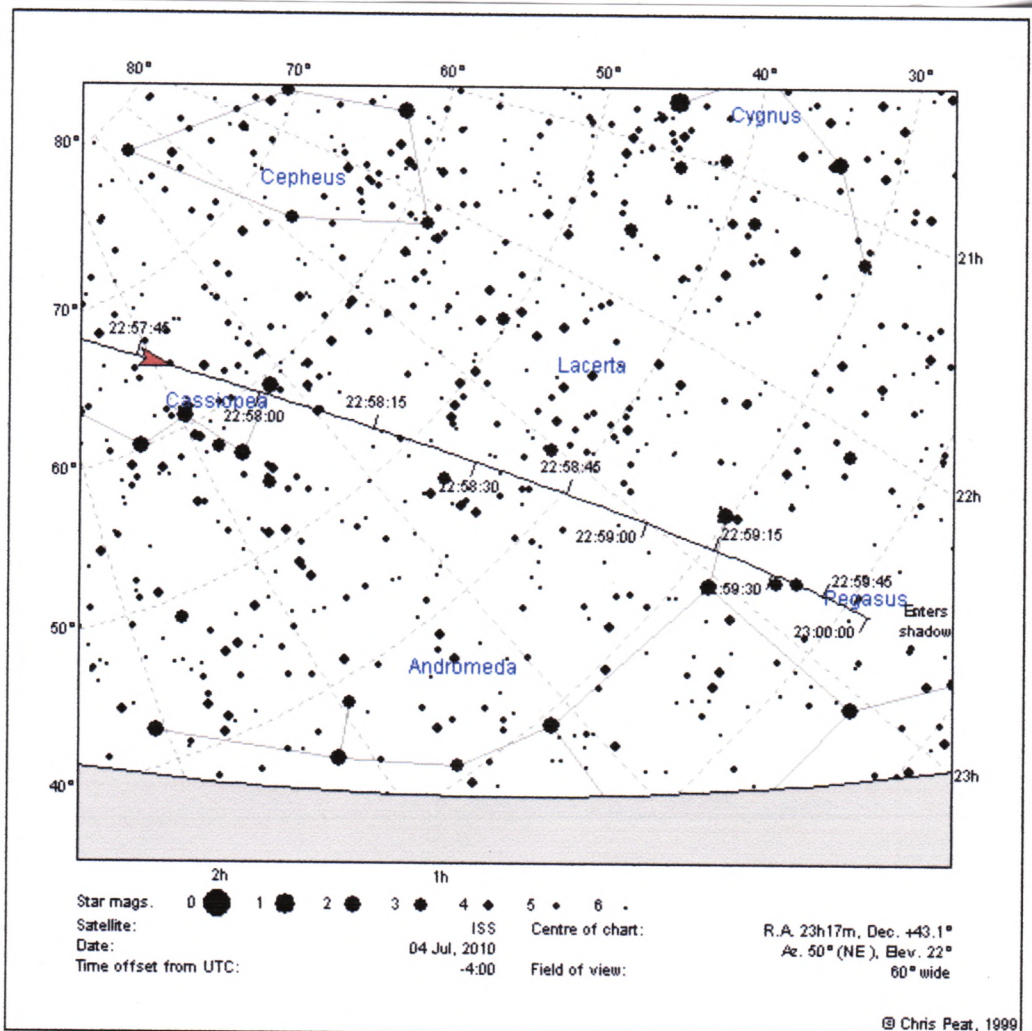 80° 70° 60° 50° 40° 30°
Cygnus
80°
Cepheus
21h
70°
22:57:45
Lacerta
Cassiopea
22:58:00
22:58:15
60°
22:58:30
22:58:45
22h
22:59:00
22:59:15
22:59:30
22:59:45
Pegasus
Enters
shadow
23:00:00
50°
Andromeda
40°
23h
2h 1h
Star mags. 0 1 2 3 4 5 6
Satellite: ISS Centre of chart: R.A. 23h17m, Dec. +43.1°
Date: 04 Jul, 2010 Az. 50° (NE), Elev. 22°
Time offset from UTC: -4:00 Field of view: 60° wide
© Chris Peat, 1999